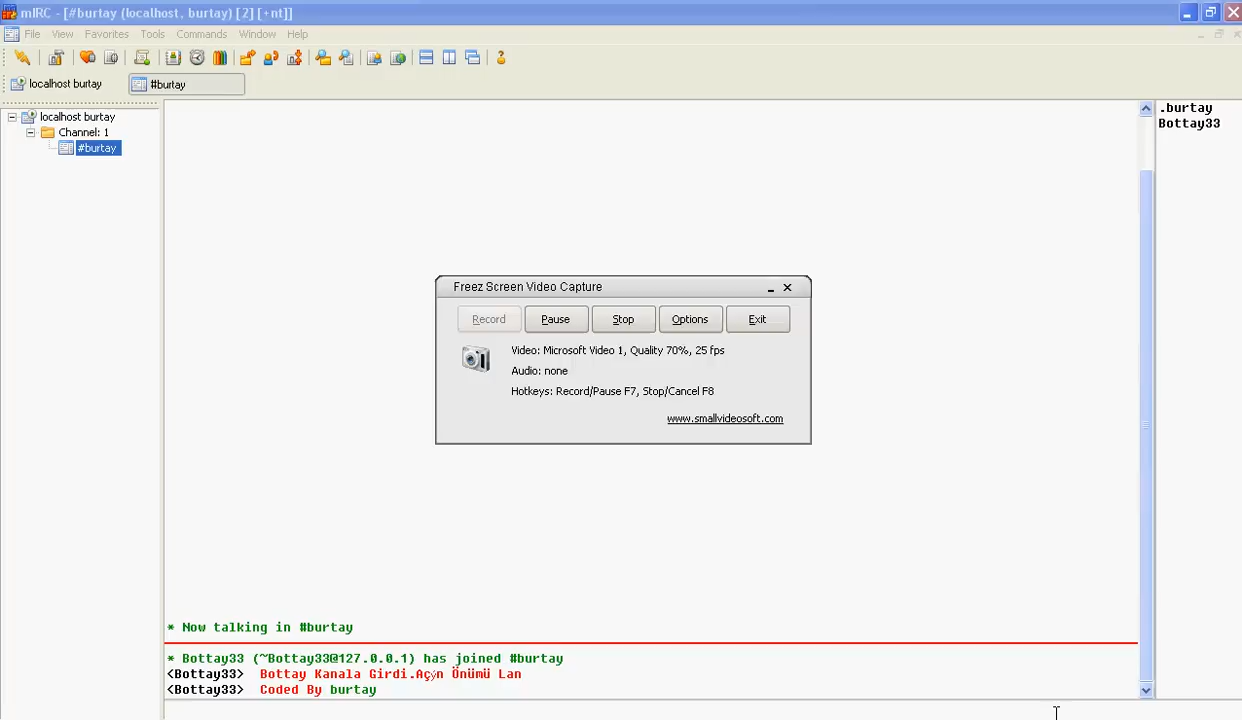 mIRC - [#burtay (localhost, burtay) [2] [+nt]]
File View Favorites Tools Commands Window Help
localhost burtay #burtay
localhost burtay
Channel: 1
#burtay
.burtay
Bottay33
Freez Screen Video Capture
Record Pause Stop Options Exit
Video: Microsoft Video 1, Quality 70%, 25 fps
Audio: none
Hotkeys: Record/Pause F7, Stop/Cancel F8
www.smallvideosoft.com
* Now talking in #burtay
* Bottay33 (~Bottay33@127.0.0.1) has joined #burtay
<Bottay33> Bottay Kanala Girdi.Açýn Önümü Lan
<Bottay33> Coded By burtay